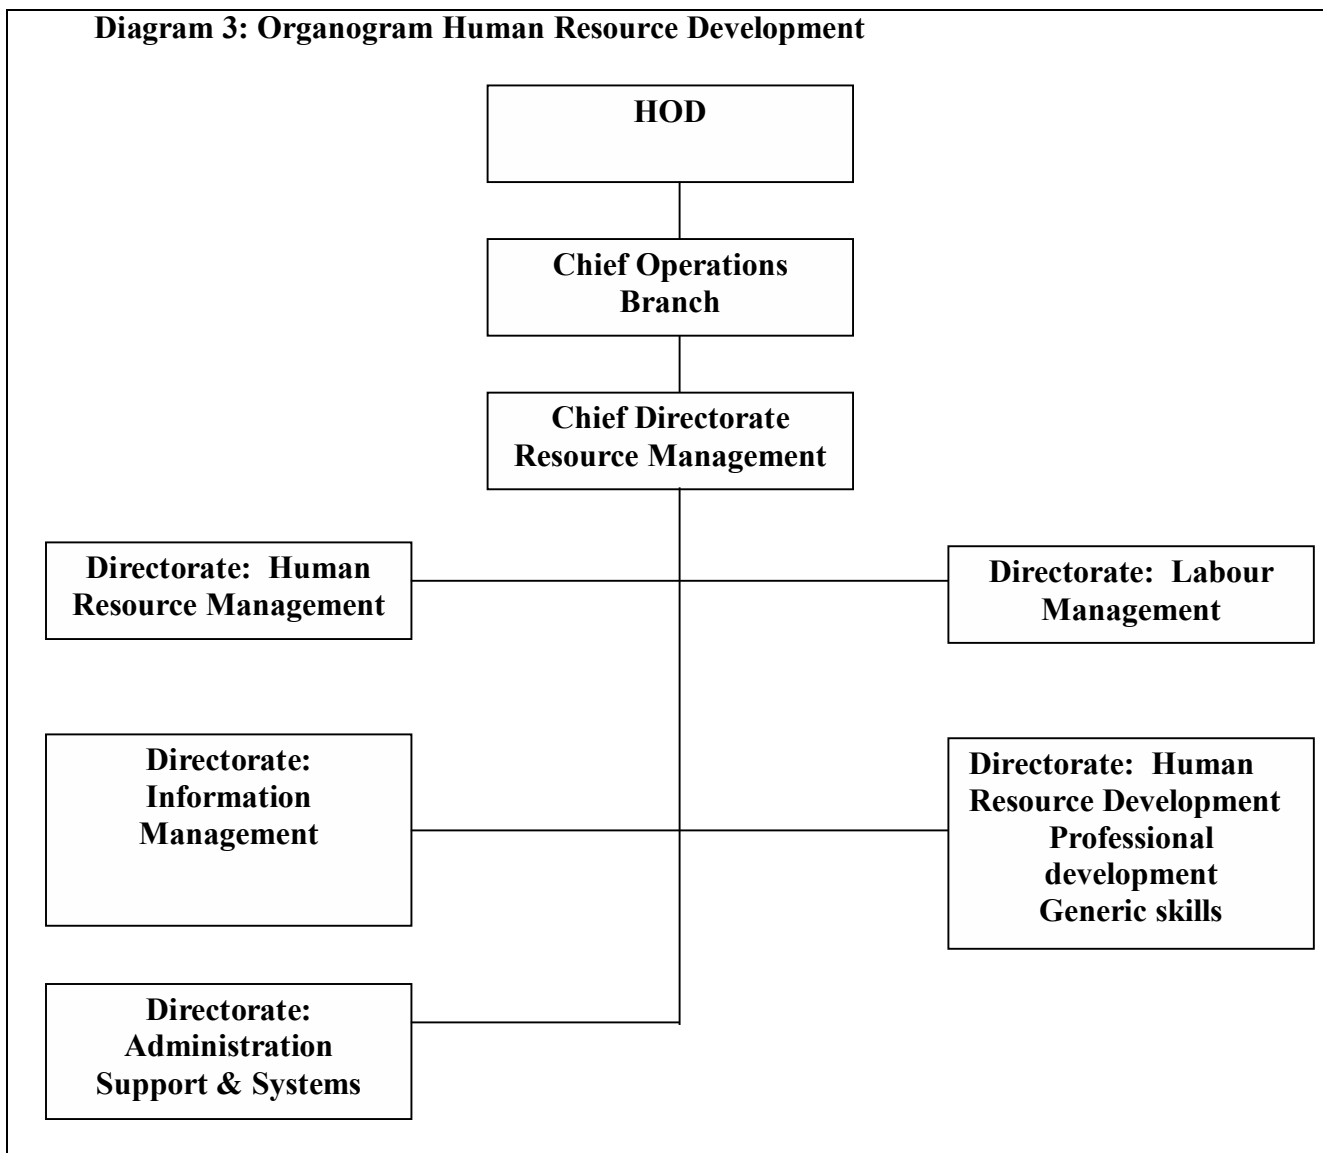 Diagram 3: Organogram Human Resource Development
HOD
Chief Operations
Branch
Chief Directorate
Resource Management
Directorate: Human
Resource Management
Directorate: Labour
Management
Directorate:
Information
Management
Directorate: Human
Resource Development
Professional
development
Generic skills
Directorate:
Administration
Support & Systems